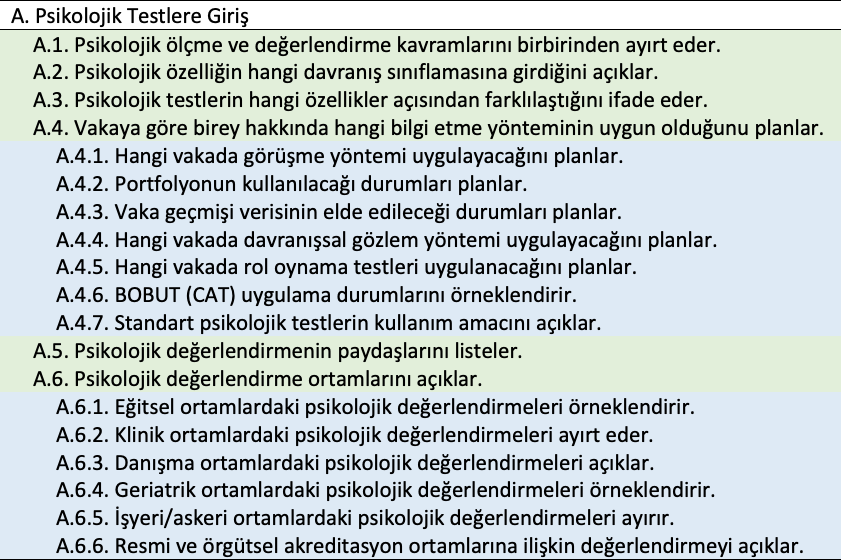 A. Psikolojik Testlere Giriş
A.1. Psikolojik ölçme ve değerlendirme kavramlarını birbirinden ayırt eder.
A.2. Psikolojik özelliğin hangi davranış sınıflamasına girdiğini açıklar.
A.3. Psikolojik testlerin hangi özellikler açısından farklılaştığını ifade eder.
A.4. Vakaya göre birey hakkında hangi bilgi etme yönteminin uygun olduğunu planlar.
A.4.1. Hangi vakada görüşme yöntemi uygulayacağını planlar.
A.4.2. Portfolyonun kullanılacağı durumları planlar.
A.4.3. Vaka geçmişi verisinin elde edileceği durumları planlar.
A.4.4. Hangi vakada davranışsal gözlem yöntemi uygulayacağını planlar.
A.4.5. Hangi vakada rol oynama testleri uygulanacağını planlar.
A.4.6. BOBUT (CAT) uygulama durumlarını örneklendirir.
A.4.7. Standart psikolojik testlerin kullanım amacını açıklar.
A.5. Psikolojik değerlendirmenin paydaşlarını listeler.
A.6. Psikolojik değerlendirme ortamlarını açıklar.
A.6.1. Eğitsel ortamlardaki psikolojik değerlendirmeleri örneklendirir.
A.6.2. Klinik ortamlardaki psikolojik değerlendirmeleri ayırt eder.
A.6.3. Danışma ortamlardaki psikolojik değerlendirmeleri açıklar.
A.6.4. Geriatrik ortamlardaki psikolojik değerlendirmeleri örneklendirir.
A.6.5. İşyeri/askeri ortamlardaki psikolojik değerlendirmeleri ayırır.
A.6.6. Resmi ve örgütsel akreditasyon ortamlarına ilişkin değerlendirmeyi açıklar.